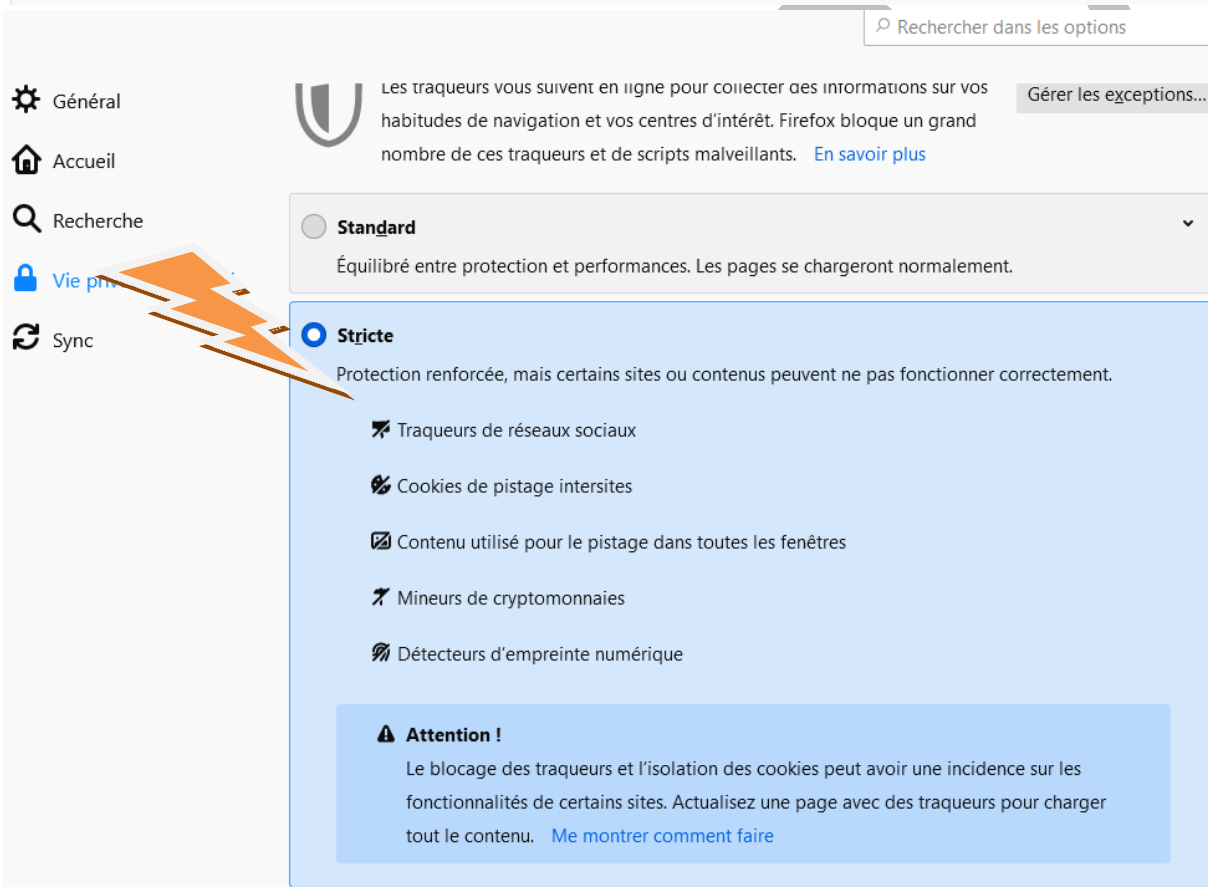 Rechercher dans les options
Général
Accueil
Recherche
Vie
Sync
Les traqueurs vous suivent en ligne pour collecter des informations sur vos
habitudes de navigation et vos centres d'intérêt. Firefox bloque un grand
nombre de ces traqueurs et de scripts malveillants. En savoir plus
Gérer les exceptions...
Standard
Équilibré entre protection et performances. Les pages se chargeront normalement.
Stricte
Protection renforcée, mais certains sites ou contenus peuvent ne pas fonctionner correctement.
Traqueurs de réseaux sociaux
Cookies de pistage intersites
Contenu utilisé pour le pistage dans toutes les fenêtres
Mineurs de cryptomonnaies
Détecteurs d'empreinte numérique
Attention !
Le blocage des traqueurs et l'isolation des cookies peut avoir une incidence sur les
fonctionnalités de certains sites. Actualisez une page avec des traqueurs pour charger
tout le contenu. Me montrer comment faire